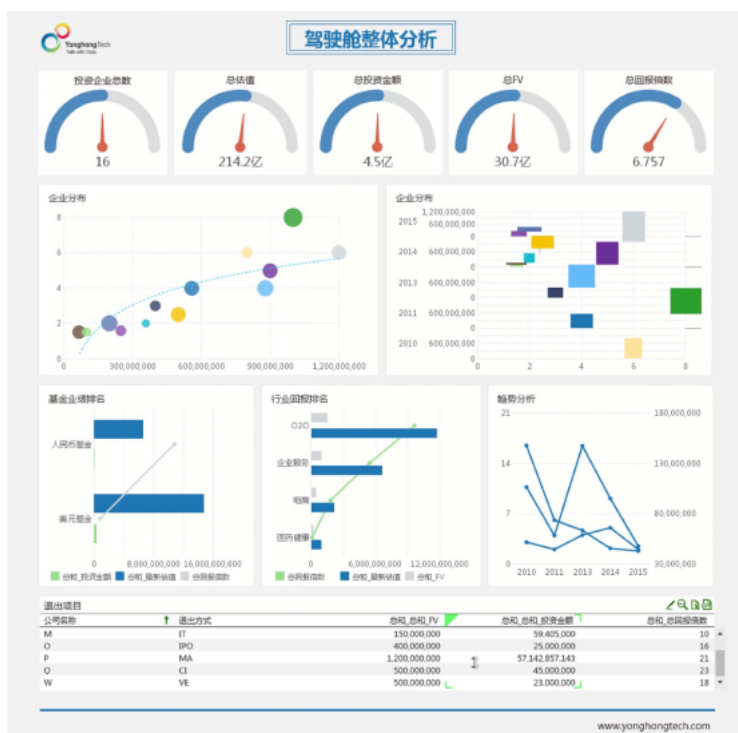 YonghongTech
Talk with Data
驾驶舱整体分析
投资企业总数
总估值
总投资金额
总FV
总回报倍数
16
214.2亿
4.5亿
30.7亿
6.757
企业分布
8
6
4
2
0
0 300,000,000 600,000,000 900,000,000 1,200,000,000
企业分布
2015 1,200,000,000
600,000,000
0
2014 600,000,000
0
2013 600,000,000
0
2011 600,000,000
0
2010 600,000,000
0
0 2 4 6 8
基金业绩排名
人民币基金
美元基金
0 8,000,000,000 16,000,000,000
总和_投资金额 总和_最新估值 总回报倍数
行业回报排名
O2O
企业服务
电商
医疗健康
0 6,000,000,000 12,000,000,000
总回报倍数 总和_最新估值 总和_FV
趋势分析
21 180,000,000
14 130,000,000
7 80,000,000
0 30,000,000
2010 2011 2013 2014 2015
退出项目
公司名称 退出方式 总和_总和_FV 总和_总和_投资金额 总和_总回报倍数
M IT 150,000,000 59,405,000 10
O IPO 400,000,000 25,000,000 16
P MA 1,200,000,000 57,142,857.143 21
Q CI 500,000,000 45,000,000 23
W VE 500,000,000 23,000,000 18
www.yonghongtech.com